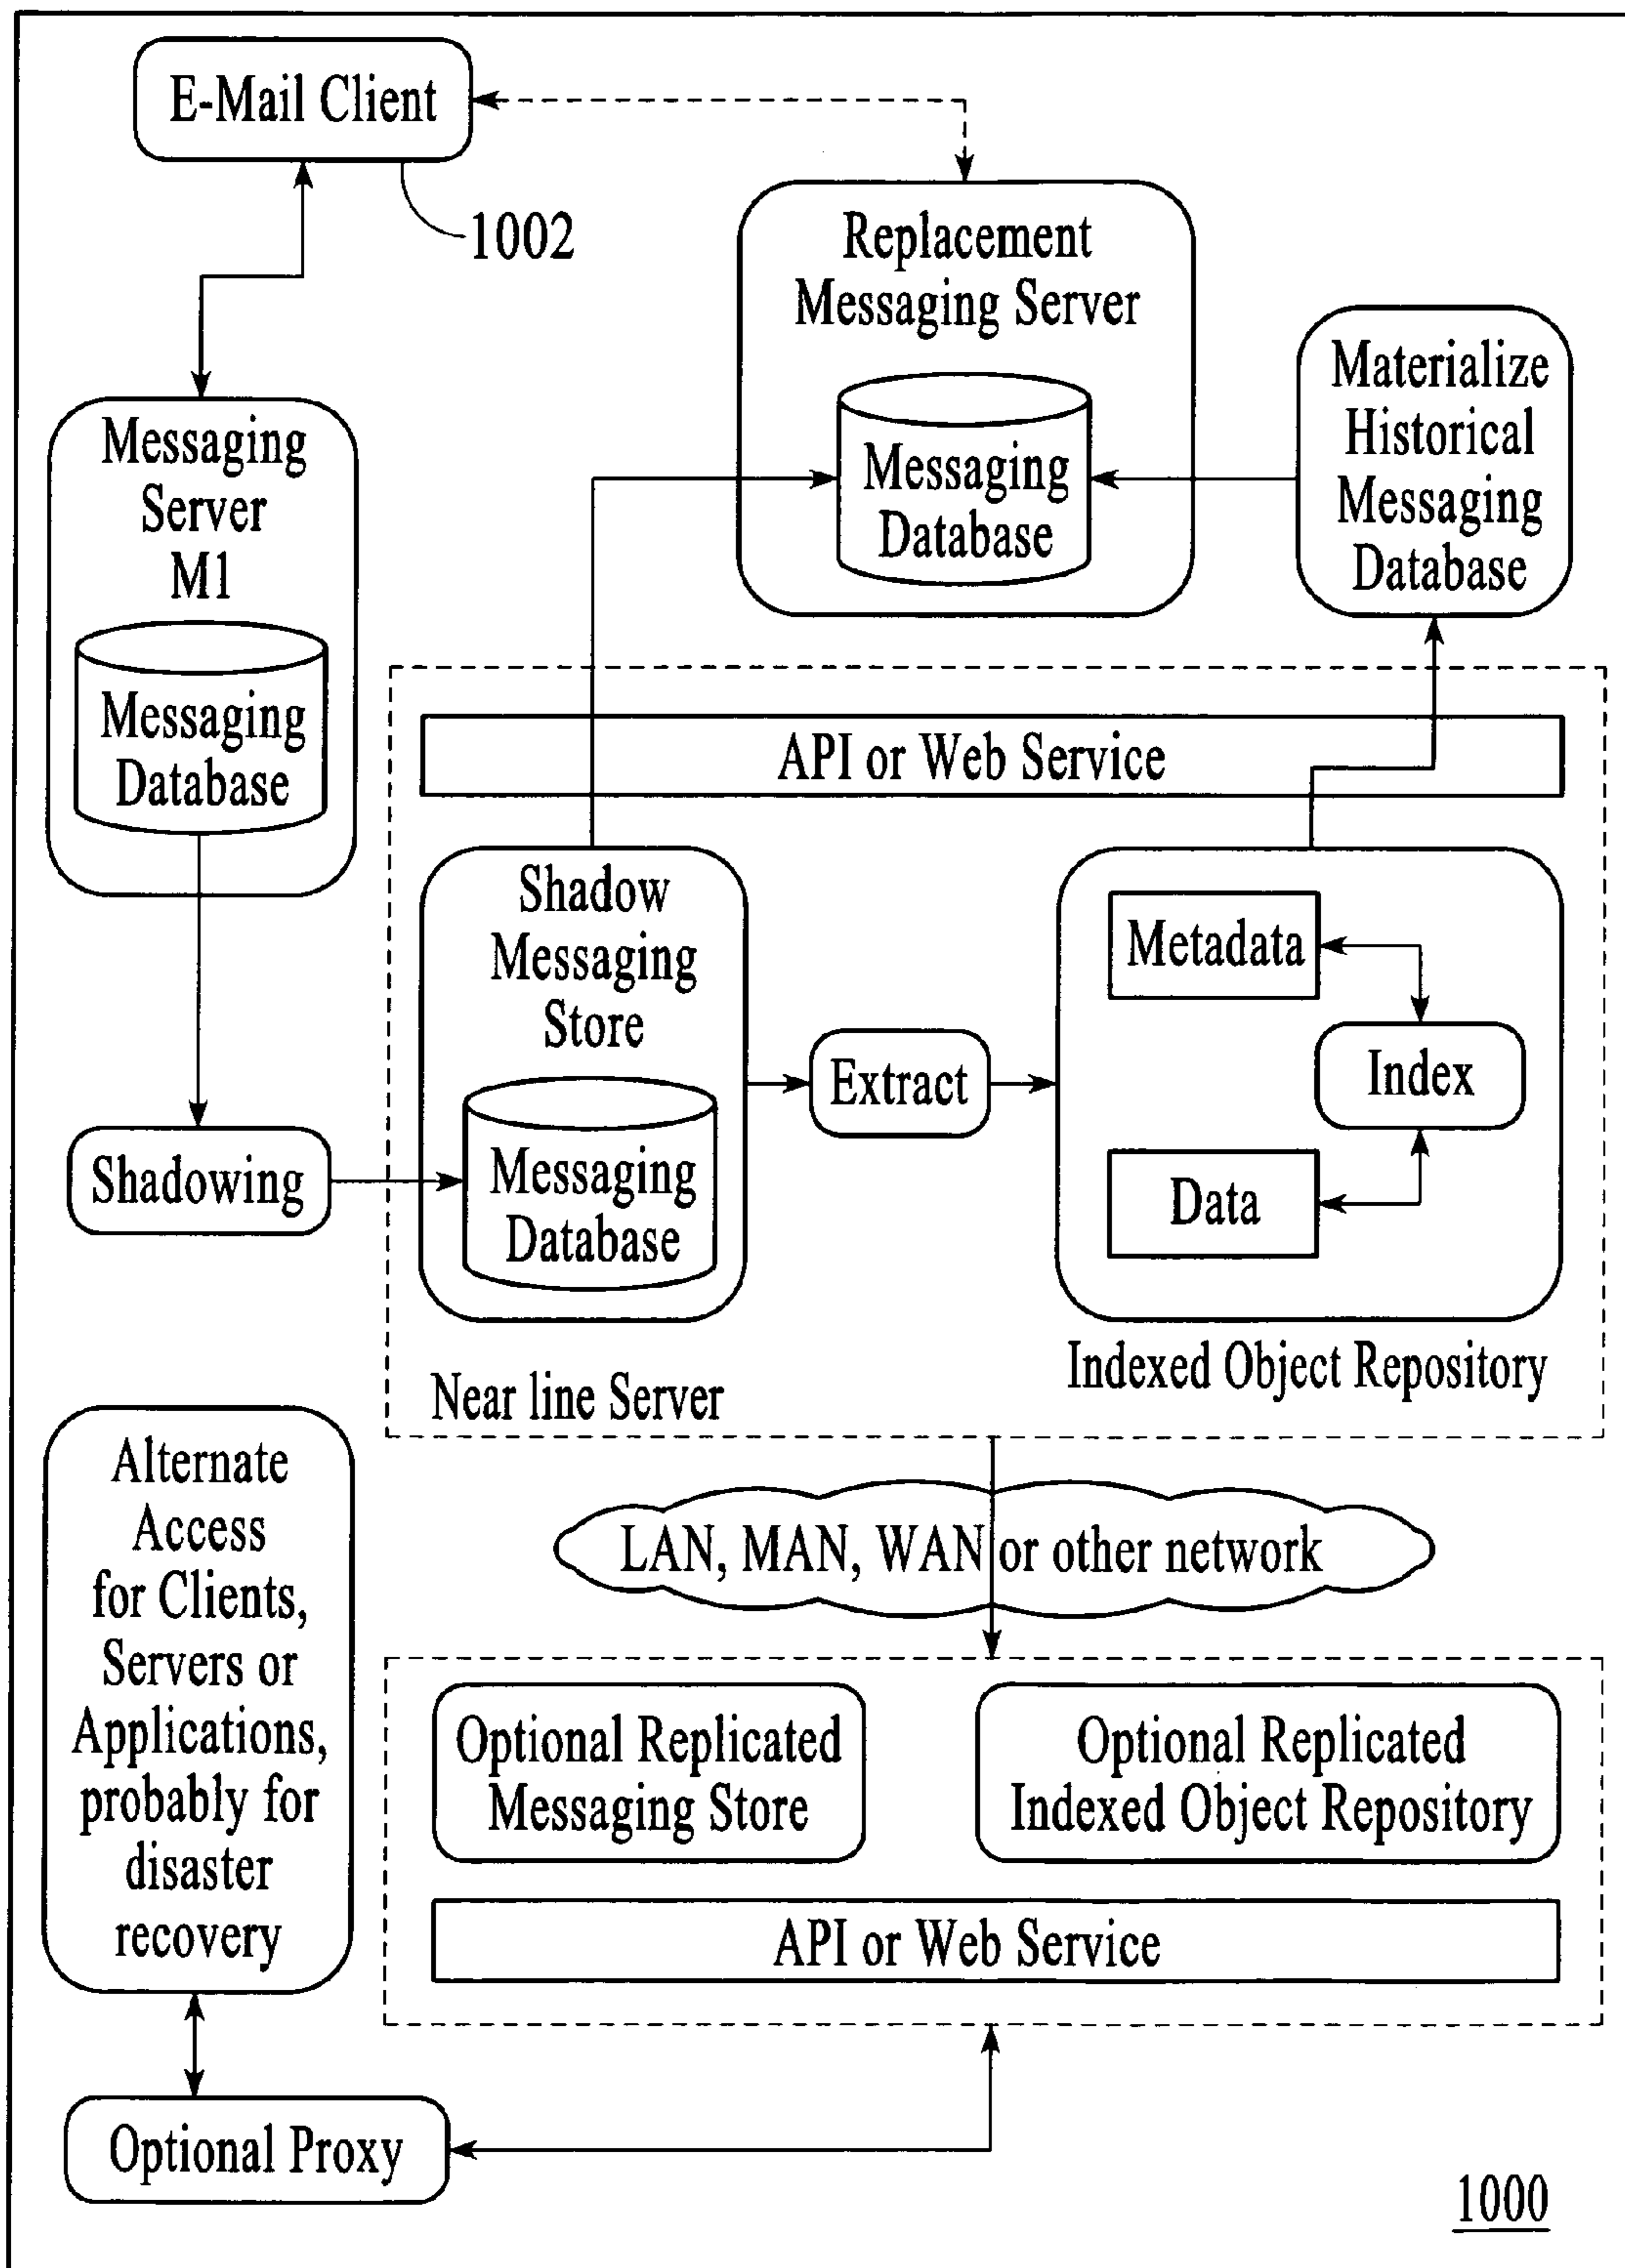 E-Mail Client
1002
Replacement
Messaging Server
Messaging
Database
Materialize
Historical
Messaging
Database
Messaging
Server
M1
Messaging
Database
API or Web Service
Shadow
Messaging
Store
Messaging
Database
Extract
Metadata
Index
Data
Shadowing
Near line Server
Indexed Object Repository
LAN, MAN, WAN or other network
Alternate
Access
for Clients,
Servers or
Applications,
probably for
disaster
recovery
Optional Replicated
Messaging Store
Optional Replicated
Indexed Object Repository
API or Web Service
Optional Proxy
1000